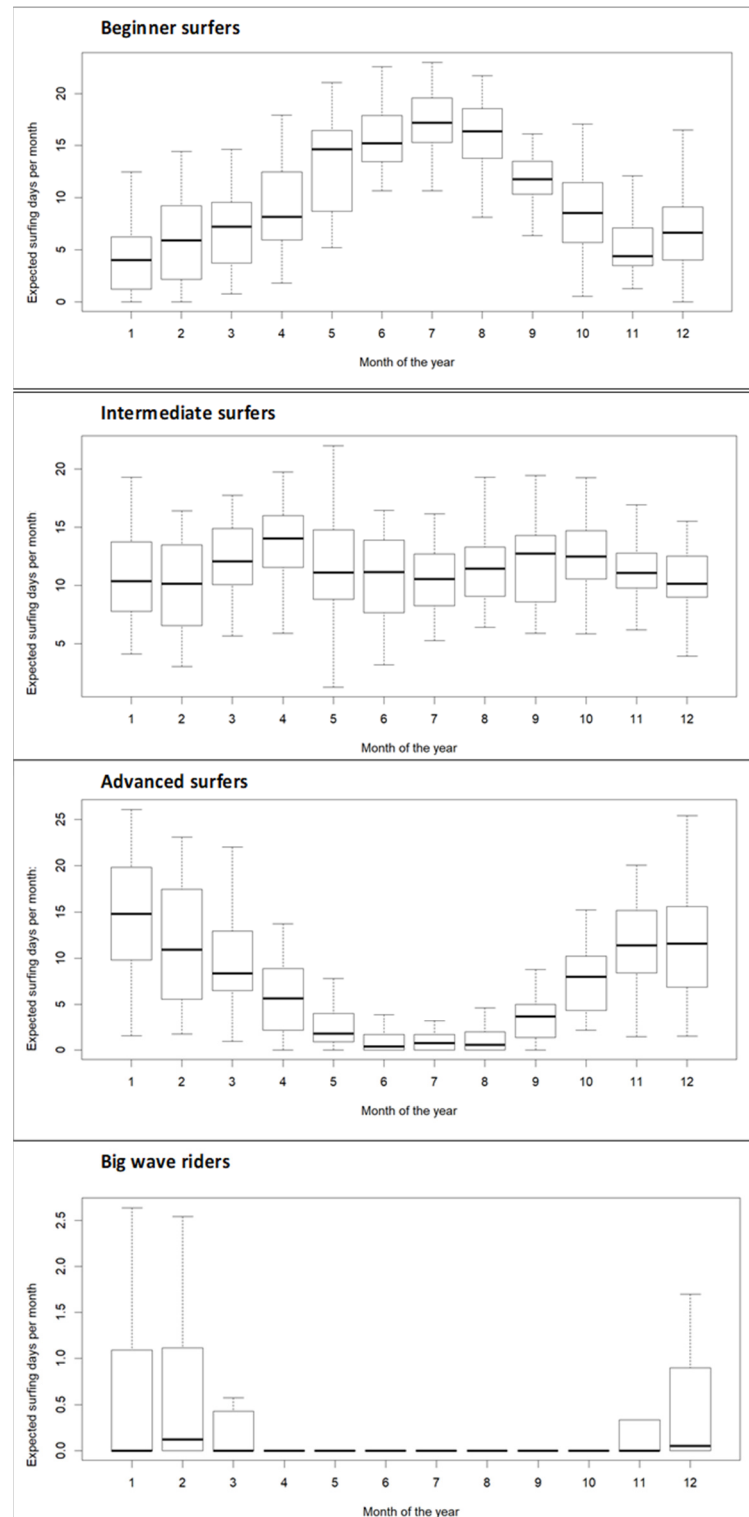 Beginner surfers
Expected surfing days per month
20
15
10
5
0
1 2 3 4 5 6 7 8 9 10 11 12
Month of the year
Intermediate surfers
Expected surfing days per month
20
15
10
5
1 2 3 4 5 6 7 8 9 10 11 12
Month of the year
Advanced surfers
Expected surfing days per month:
25
20
15
10
5
0
1 2 3 4 5 6 7 8 9 10 11 12
Month of the year
Big wave riders
Expected surfing days per month
2.5
2.0
1.5
1.0
0.5
0.0
1 2 3 4 5 6 7 8 9 10 11 12
Month of the year